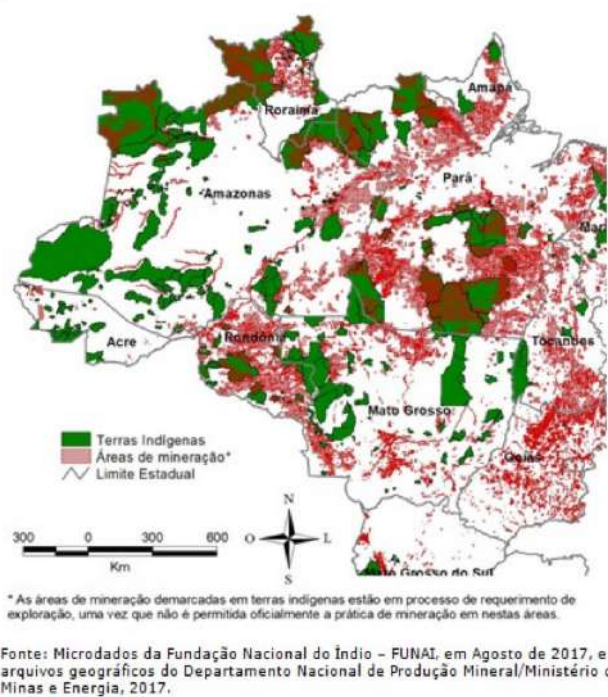 Amapá
Roraima
Pará
Amazonas
Acre
Rondônia
Tocantins
Mato Grosso
Goiás
Terras Indígenas
Áreas de mineração*
Limite Estadual
N
O
L
S
300 0 300 600
Km
Mato Grosso do Sul
* As áreas de mineração demarcadas em terras indígenas estão em processo de requerimento de
exploração, uma vez que não é permitida oficialmente a prática de mineração em nestas áreas.
Fonte: Microdados da Fundação Nacional do Índio – FUNAI, em Agosto de 2017, e
arquivos geográficos do Departamento Nacional de Produção Mineral/Ministério
Minas e Energia, 2017.